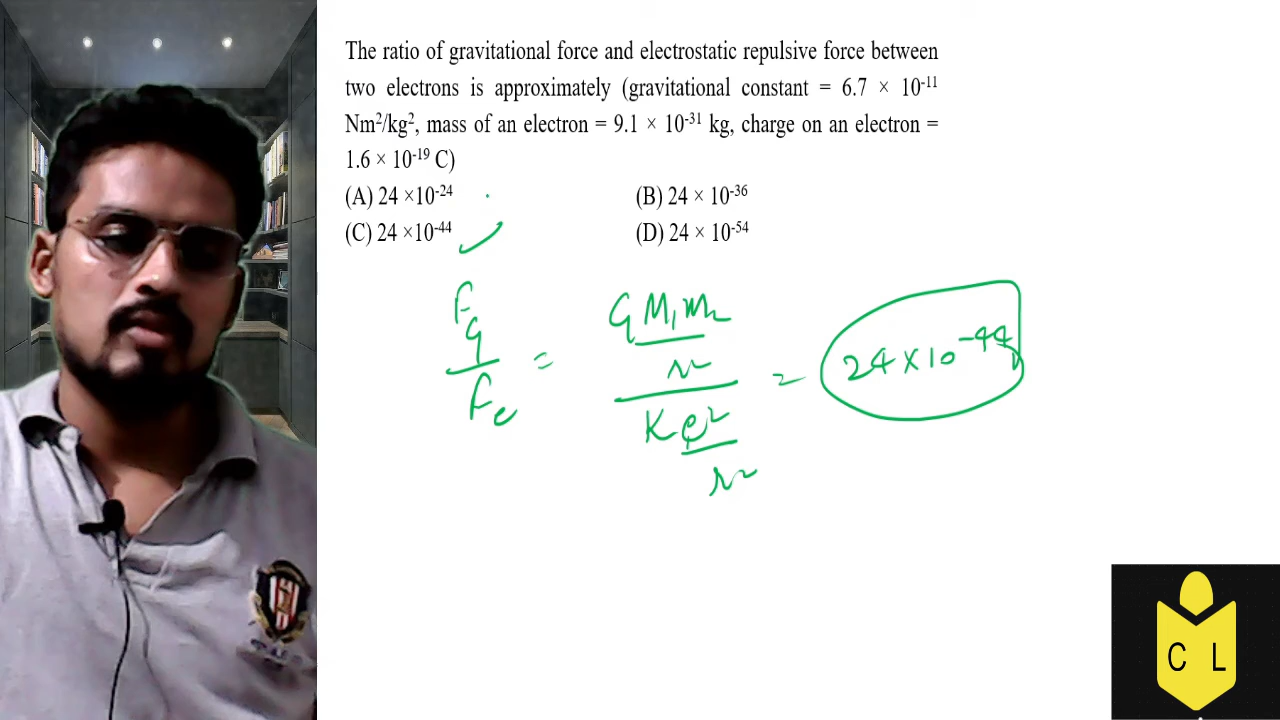 The ratio of gravitational force and electrostatic repulsive force between
two electrons is approximately (gravitational constant = 6.7 × 10⁻¹¹
Nm²/kg², mass of an electron = 9.1 × 10⁻³¹ kg, charge on an electron =
1.6 × 10⁻¹⁹ C)
(A) 24 ×10⁻²⁴ (B) 24 × 10⁻³⁶
(C) 24 ×10⁻⁴⁴ (D) 24 × 10⁻⁵⁴
Fg
Fe
=
G M₁ m₂
r²
K e²
r²
= 24 × 10⁻⁴⁴
C L